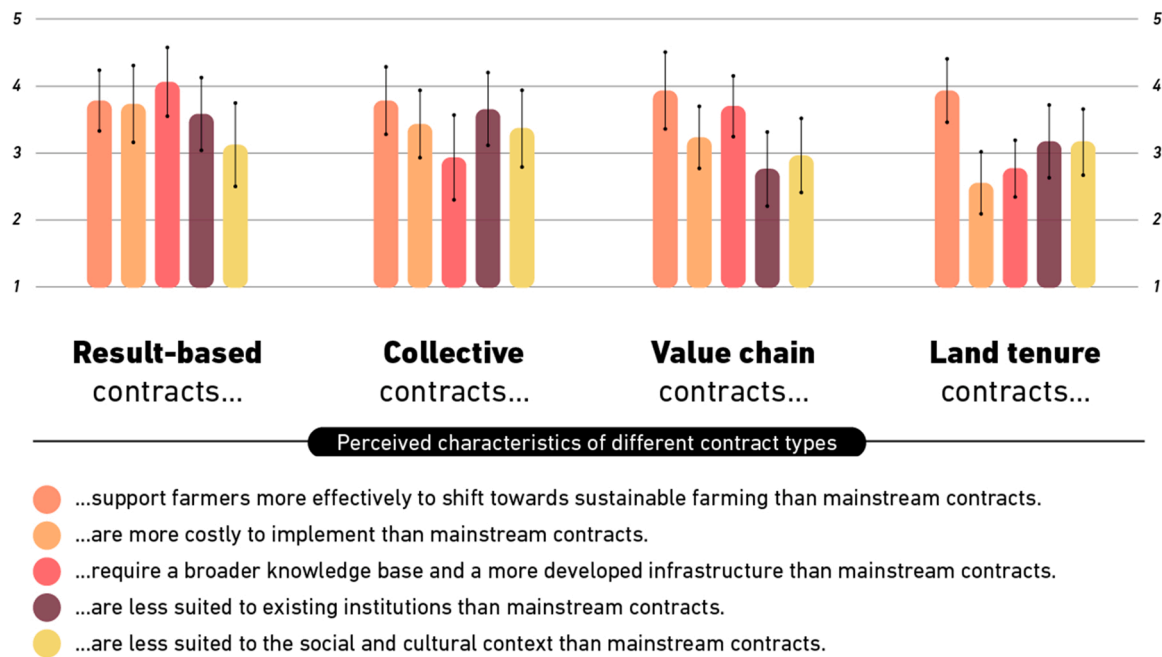 5 5
4 4
3 3
2 2
1 1
Result-based Collective Value chain Land tenure
contracts... contracts... contracts... contracts...
Perceived characteristics of different contract types
...support farmers more effectively to shift towards sustainable farming than mainstream contracts.
...are more costly to implement than mainstream contracts.
...require a broader knowledge base and a more developed infrastructure than mainstream contracts.
...are less suited to existing institutions than mainstream contracts.
...are less suited to the social and cultural context than mainstream contracts.